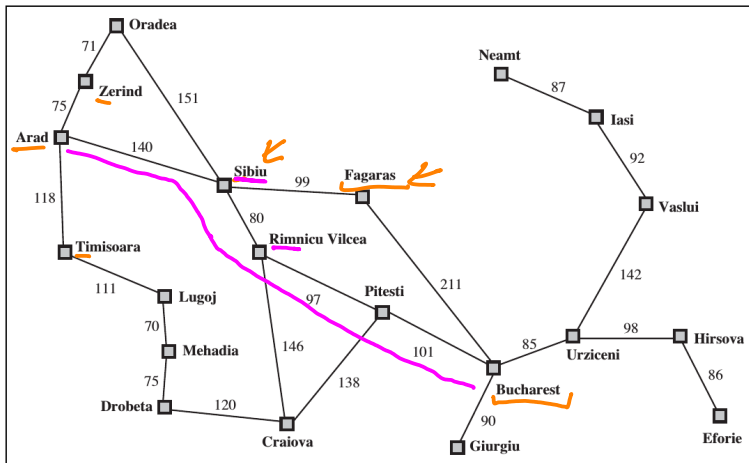 Oradea
71
Neamt
87
Zerind
151
75
Iasi
Arad
140
92
Sibiu
99
Fagaras
118
80
Vaslui
Rimnicu Vilcea
Timisoara
142
111
211
Lugoj
97
Pitesti
70
98
146
85
Hirsova
Mehadia
101
Urziceni
138
86
75
Bucharest
120
Drobeta
90
Craiova
Giurgiu
Eforie